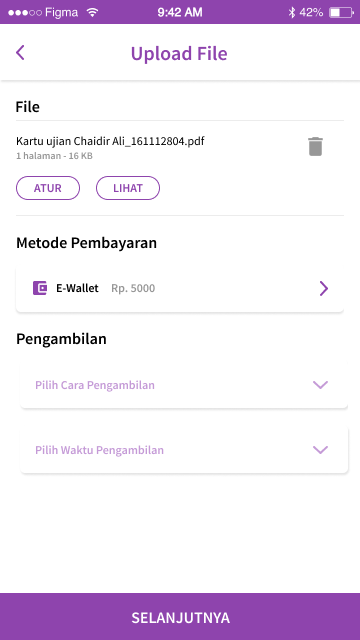 Figma 9:42 AM 42%
Upload File
File
Kartu ujian Chaidir Ali_161112804.pdf
1 halaman - 16 KB
ATUR LIHAT
Metode Pembayaran
E-Wallet Rp. 5000
Pengambilan
Pilih Cara Pengambilan
Pilih Waktu Pengambilan
SELANJUTNYA